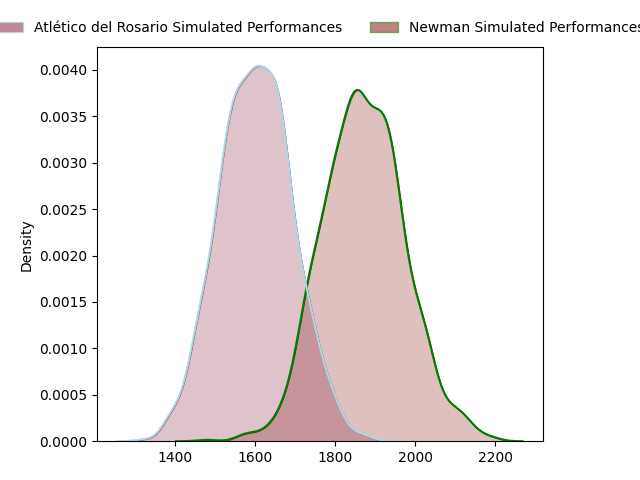 Atlético del Rosario Simulated Performances
Newman Simulated Performances
0.0040
0.0035
0.0030
0.0025
0.0020
0.0015
0.0010
0.0005
0.0000
Density
1400 1600 1800 2000 2200